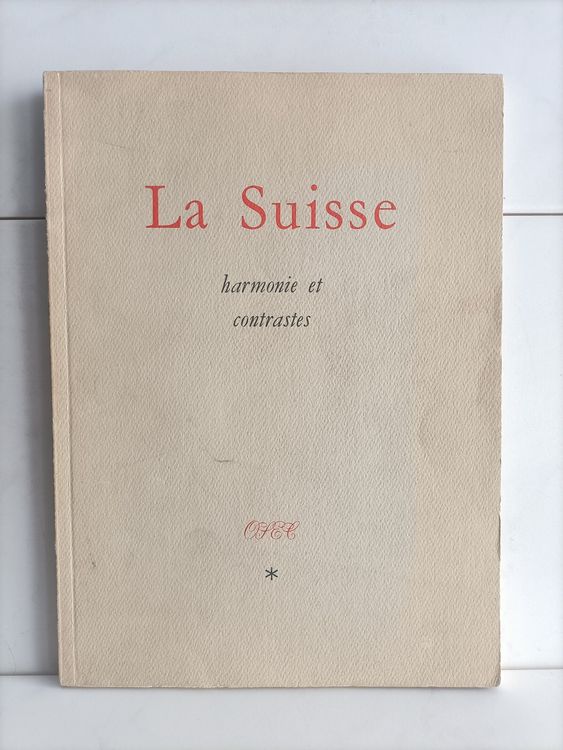 La Suisse
harmonie et
contrastes
OSEC
*